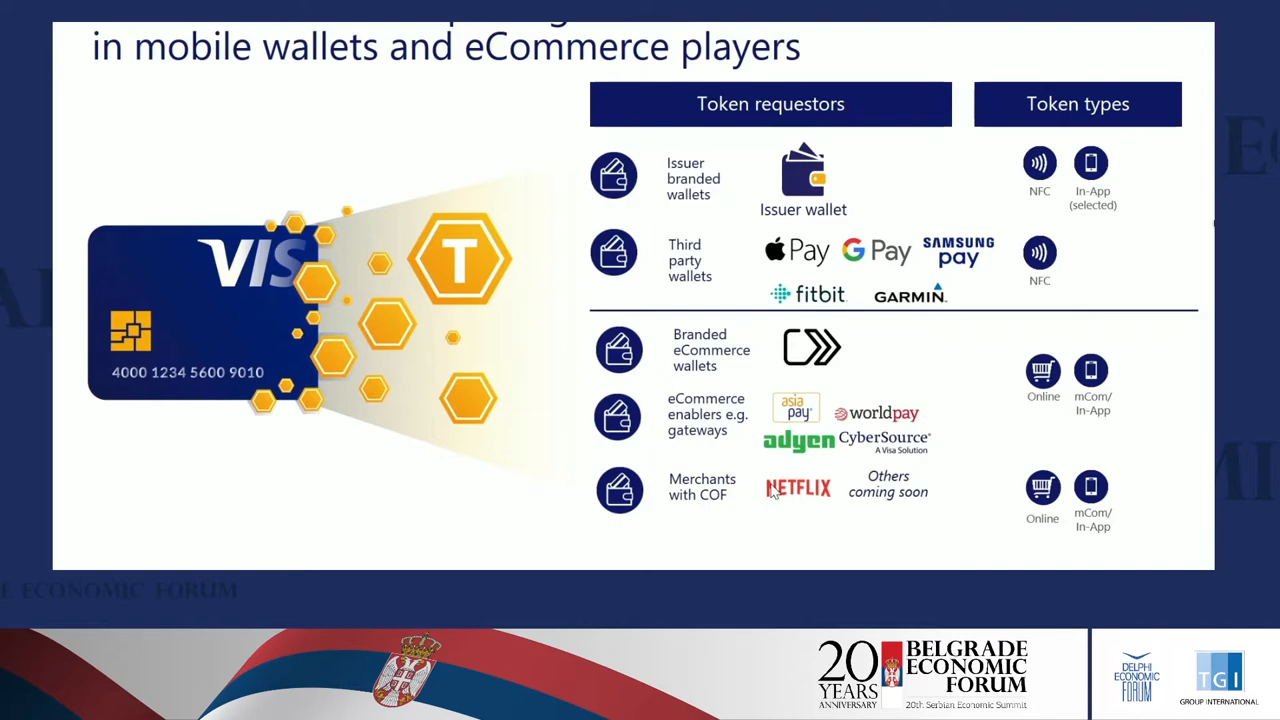 in mobile wallets and eCommerce players
Token requestors
Token types
Issuer
branded
wallets
Issuer wallet
NFC
In-App
(selected)
Third
party
wallets
Pay
G Pay
SAMSUNG
pay
fitbit
GARMIN
NFC
VIS
4000 1234 5600 9010
T
Branded
eCommerce
wallets
Online
mCom/
In-App
eCommerce
enablers e.g.
gateways
asia
pay
worldpay
adyen
CyberSource
A Visa Solution
Merchants
with COF
NETFLIX
Others
coming soon
Online
mCom/
In-App
E ECONOMIC FORUM
20
YEARS
ANNIVERSARY
BELGRADE
ECONOMIC
FORUM
20th Serbian Economic Summit
DELPHI
ECONOMIC
FORUM
TGI
GROUP INTERNATIONAL